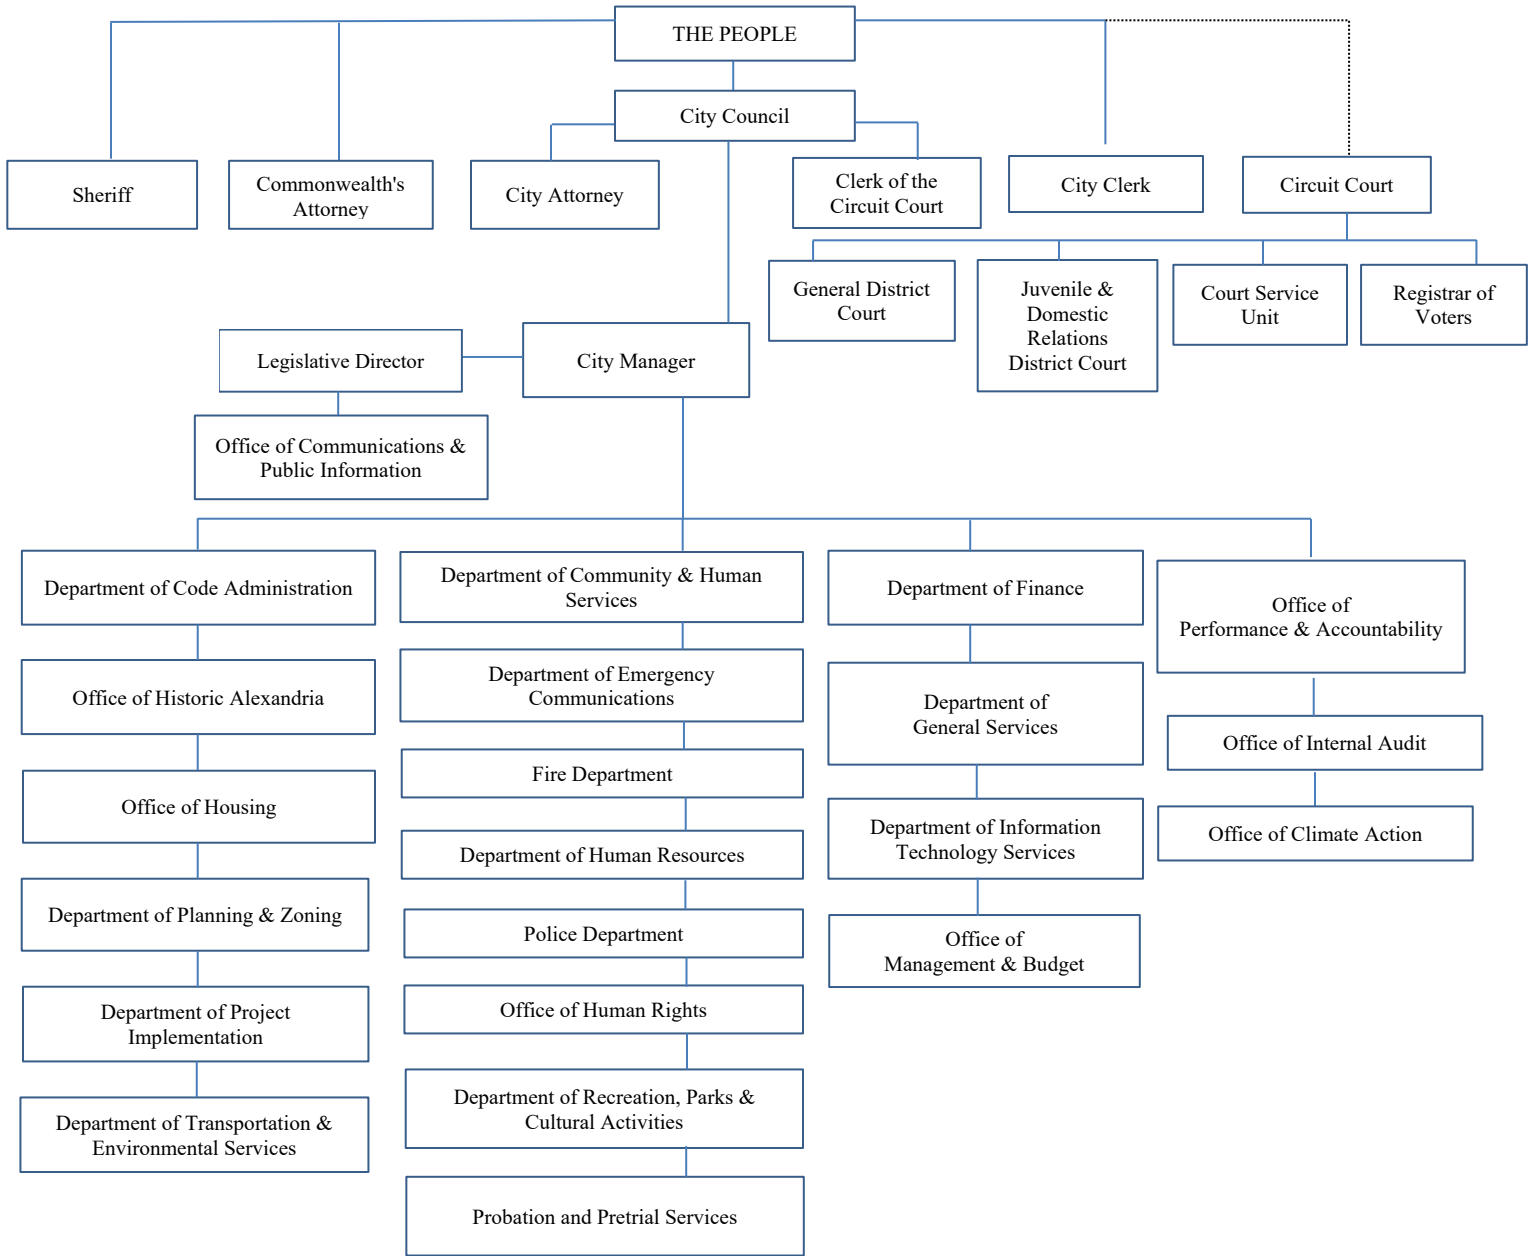 THE PEOPLE
City Council
Sheriff
Commonwealth's
Attorney
City Attorney
Clerk of the
Circuit Court
City Clerk
Circuit Court
General District
Court
Juvenile &
Domestic
Relations
District Court
Court Service
Unit
Registrar of
Voters
Legislative Director
City Manager
Office of Communications &
Public Information
Department of Code Administration
Office of Historic Alexandria
Office of Housing
Department of Planning & Zoning
Department of Project
Implementation
Department of Transportation &
Environmental Services
Department of Community & Human
Services
Department of Emergency
Communications
Fire Department
Department of Human Resources
Police Department
Office of Human Rights
Department of Recreation, Parks &
Cultural Activities
Probation and Pretrial Services
Department of Finance
Department of
General Services
Department of Information
Technology Services
Office of
Management & Budget
Office of
Performance & Accountability
Office of Internal Audit
Office of Climate Action